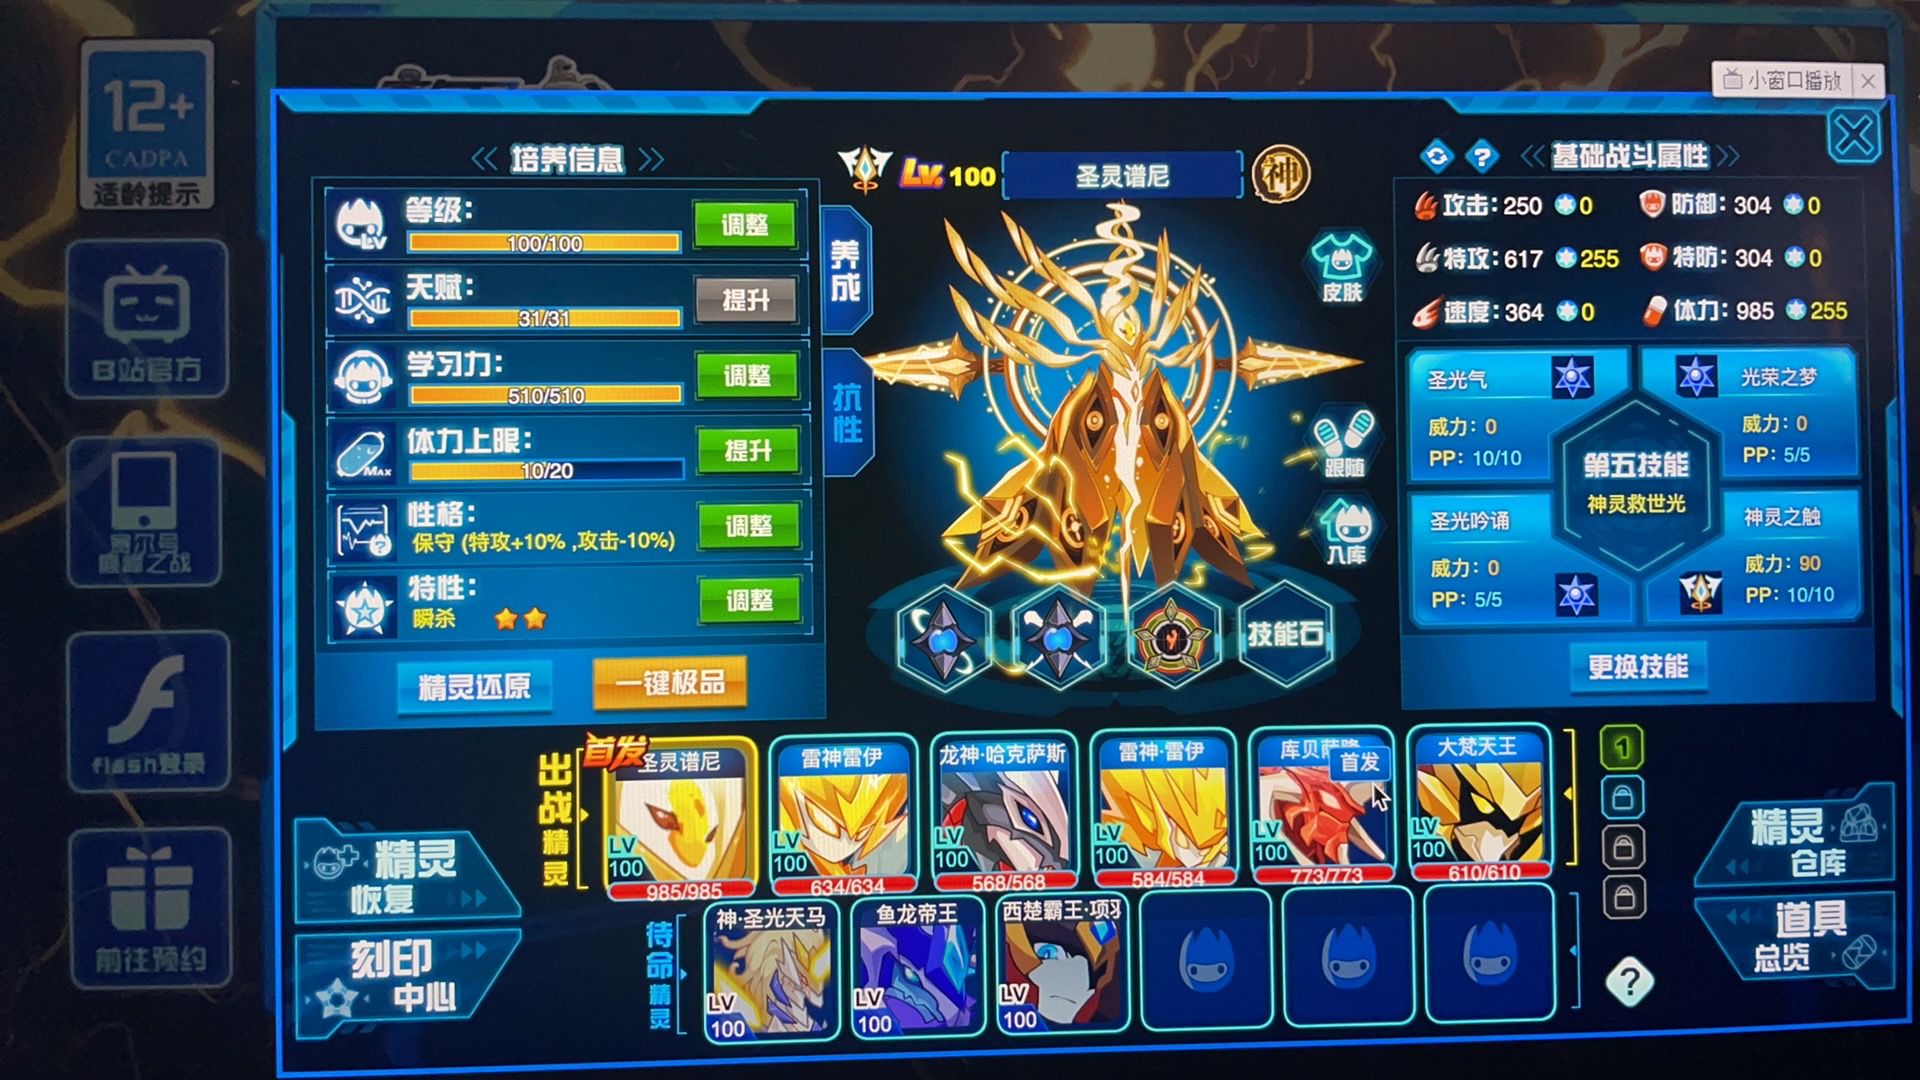 12+
CADPA
适龄提示
B站官方
赛尔号
巅峰之战
flash登录
前往预约
小窗口播放
培养信息
等级:
100/100
调整
天赋:
31/31
提升
学习力:
510/510
调整
体力上限:
10/20
提升
MAX
性格:
保守 (特攻+10% ,攻击-10%)
调整
特性:
瞬杀
调整
精灵还原
一键极品
养成
抗性
Lv. 100
圣灵谱尼
神
皮肤
跟随
入库
技能石
基础战斗属性
攻击: 250 0
防御: 304 0
特攻: 617 255
特防: 304 0
速度: 364 0
体力: 985 255
圣光气
威力: 0
PP: 10/10
光荣之梦
威力: 0
PP: 5/5
第五技能
神灵救世光
圣光吟诵
威力: 0
PP: 5/5
神灵之触
威力: 90
PP: 10/10
更换技能
出战精灵
首发
圣灵谱尼
LV
100
985/985
雷神雷伊
LV
100
634/634
龙神·哈克萨斯
LV
100
568/568
雷神·雷伊
LV
100
584/584
库贝萨隆
首发
LV
100
773/773
大梵天王
LV
100
610/610
1
待命精灵
神·圣光天马
LV
100
鱼龙帝王
LV
100
西楚霸王·项羽
LV
100
精灵
恢复
刻印
中心
精灵
仓库
道具
总览
?